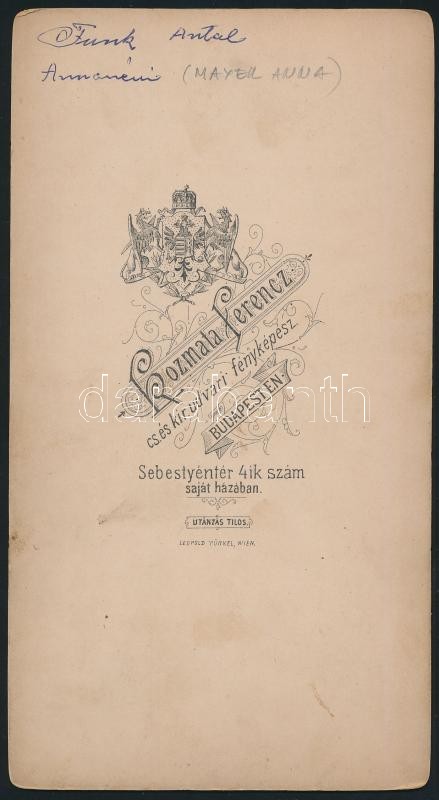 Funk Antal
Annanéni (MAYER ANNA)
Kozmata Ferencz
cs. és kir. udvari fényképész
BUDAPESTEN.
darabanth
Sebestyéntér 4ik szám
saját házában.
UTÁNZÁS TILOS.
LEOPOLD TÜRKEL, WIEN.